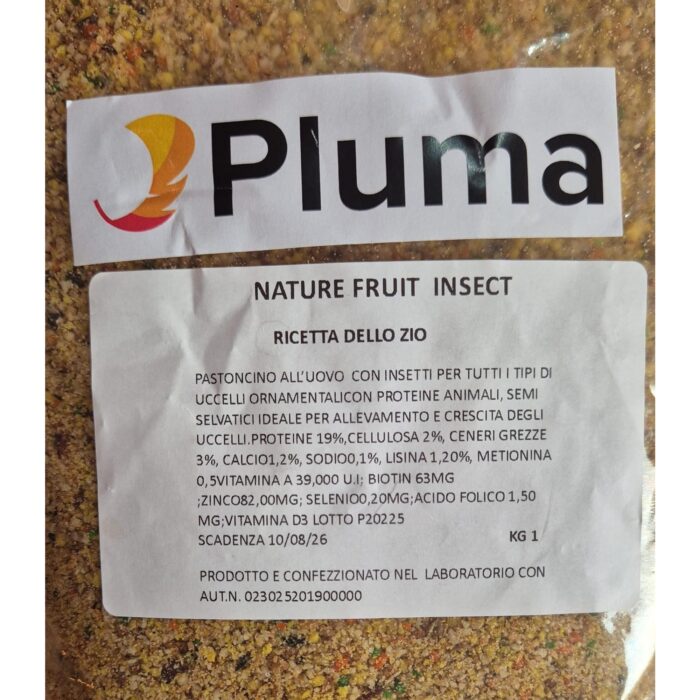 Pluma
NATURE FRUIT INSECT
RICETTA DELLO ZIO
PASTONCINO ALL'UOVO CON INSETTI PER TUTTI I TIPI DI
UCCELLI ORNAMENTALICON PROTEINE ANIMALI, SEMI
SELVATICI IDEALE PER ALLEVAMENTO E CRESCITA DEGLI
UCCELLI.PROTEINE 19%,CELLULOSA 2%, CENERI GREZZE
3%, CALCIO1,2%, SODIO0,1%, LISINA 1,20%, METIONINA
0,5VITAMINA A 39,000 U.I; BIOTIN 63MG
;ZINCO82,00MG; SELENIO0,20MG;ACIDO FOLICO 1,50
MG;VITAMINA D3 LOTTO P20225
SCADENZA 10/08/26 KG 1
PRODOTTO E CONFEZZIONATO NEL LABORATORIO CON
AUT.N. 023025201900000